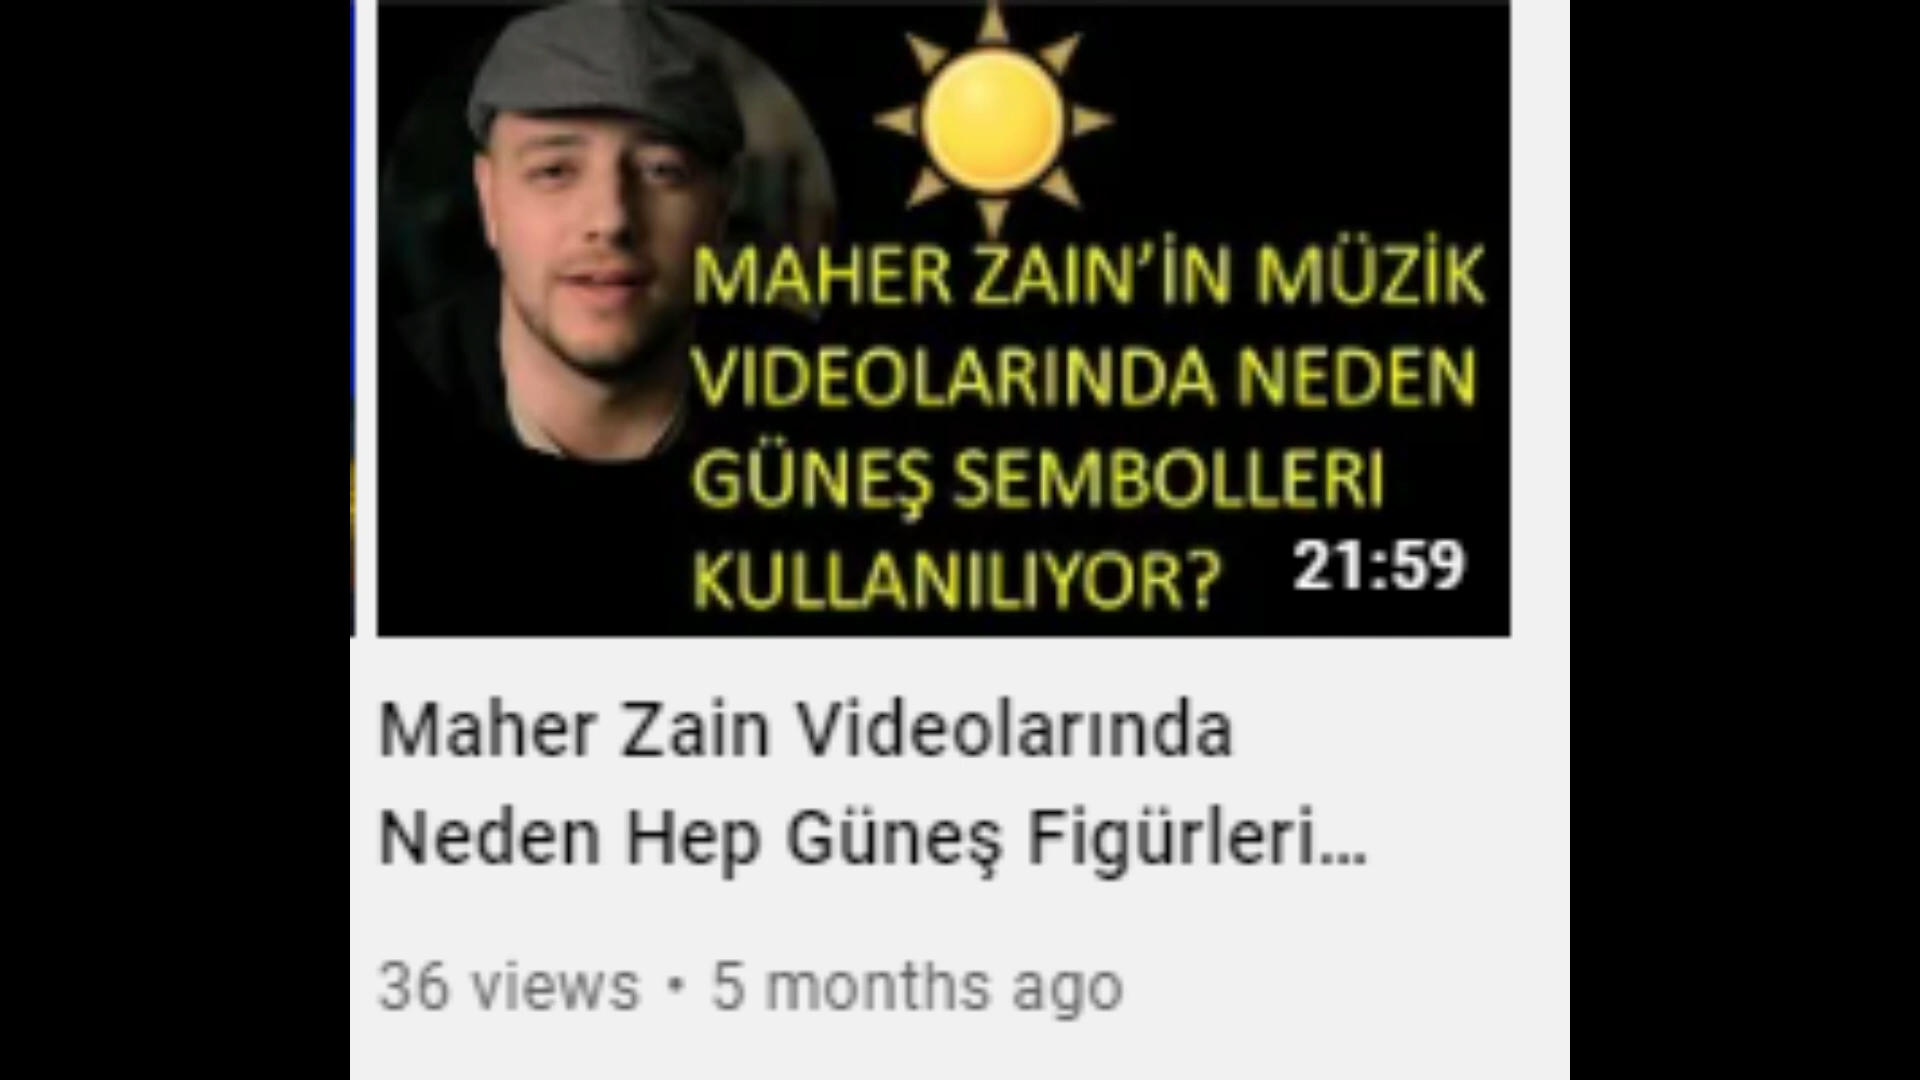 MAHER ZAIN’İN MÜZİK
VIDEOLARINDA NEDEN
GÜNEŞ SEMBOLLERI
KULLANILIYOR?
21:59
Maher Zain Videolarında
Neden Hep Güneş Figürleri...
36 views • 5 months ago